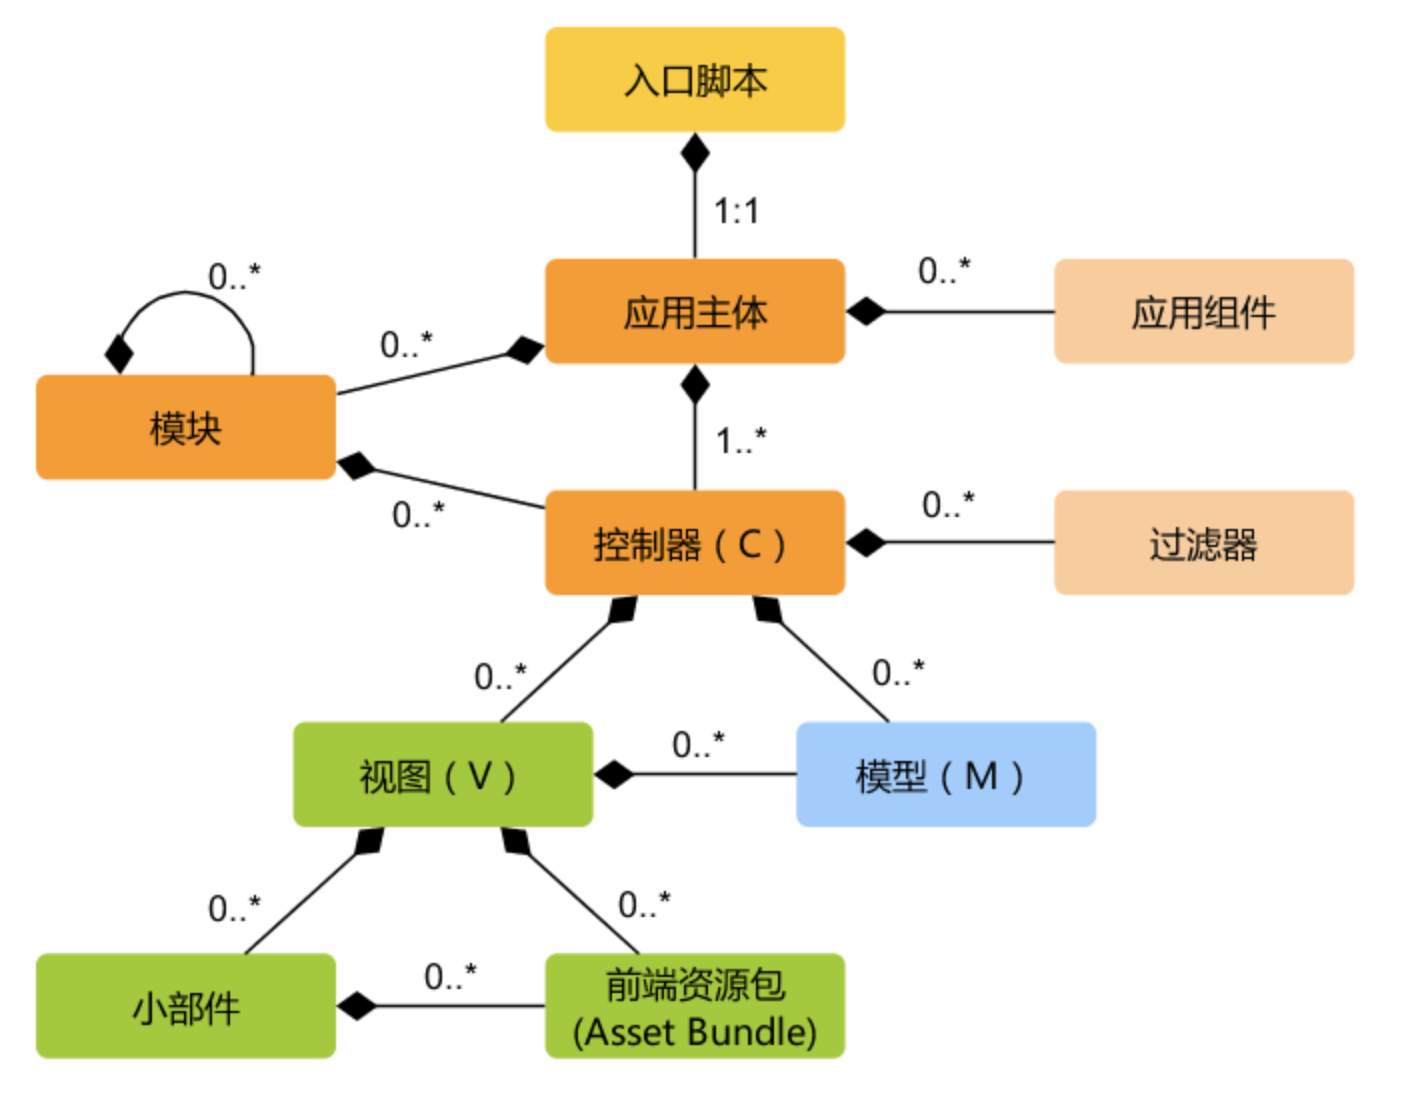 入口脚本
1:1
应用主体
0..*
应用组件
0..*
0..*
模块
1..*
0..*
控制器（C）
0..*
过滤器
0..*
0..*
视图（V）
0..*
模型（M）
0..*
0..*
小部件
0..*
前端资源包
(Asset Bundle)